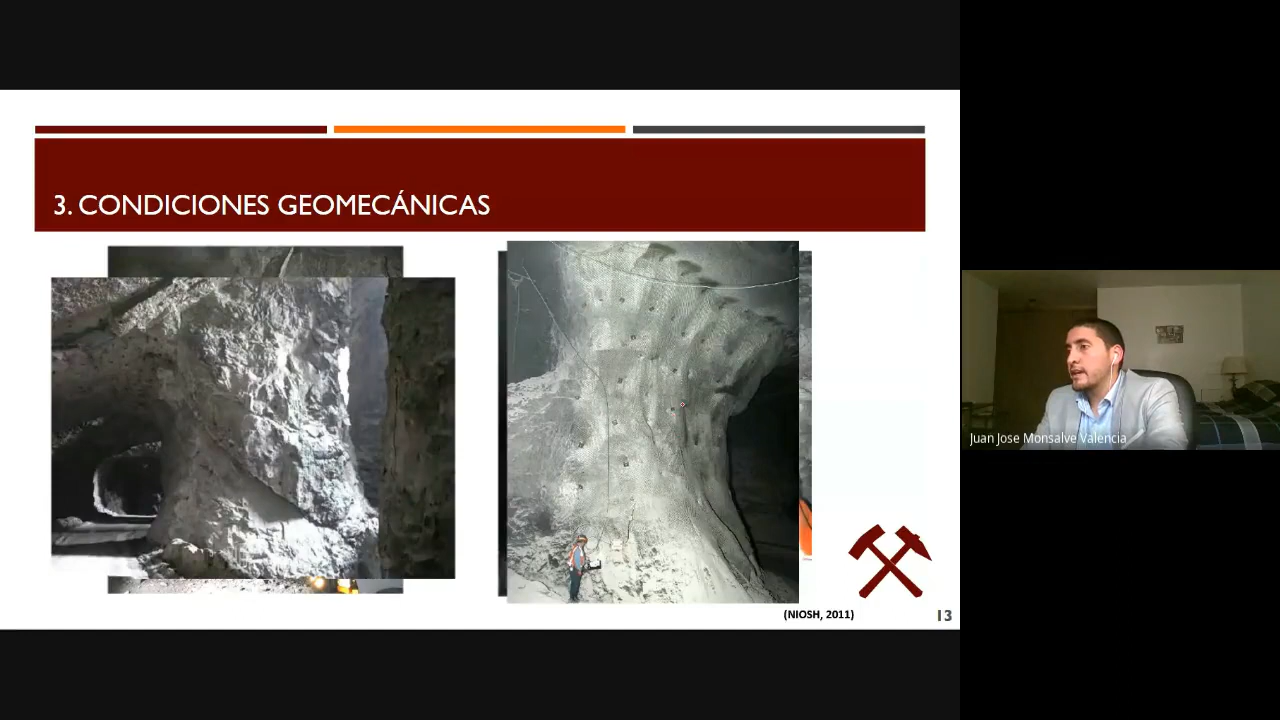 3. CONDICIONES GEOMECÁNICAS
(NIOSH, 2011)
13
Juan Jose Monsalve Valencia